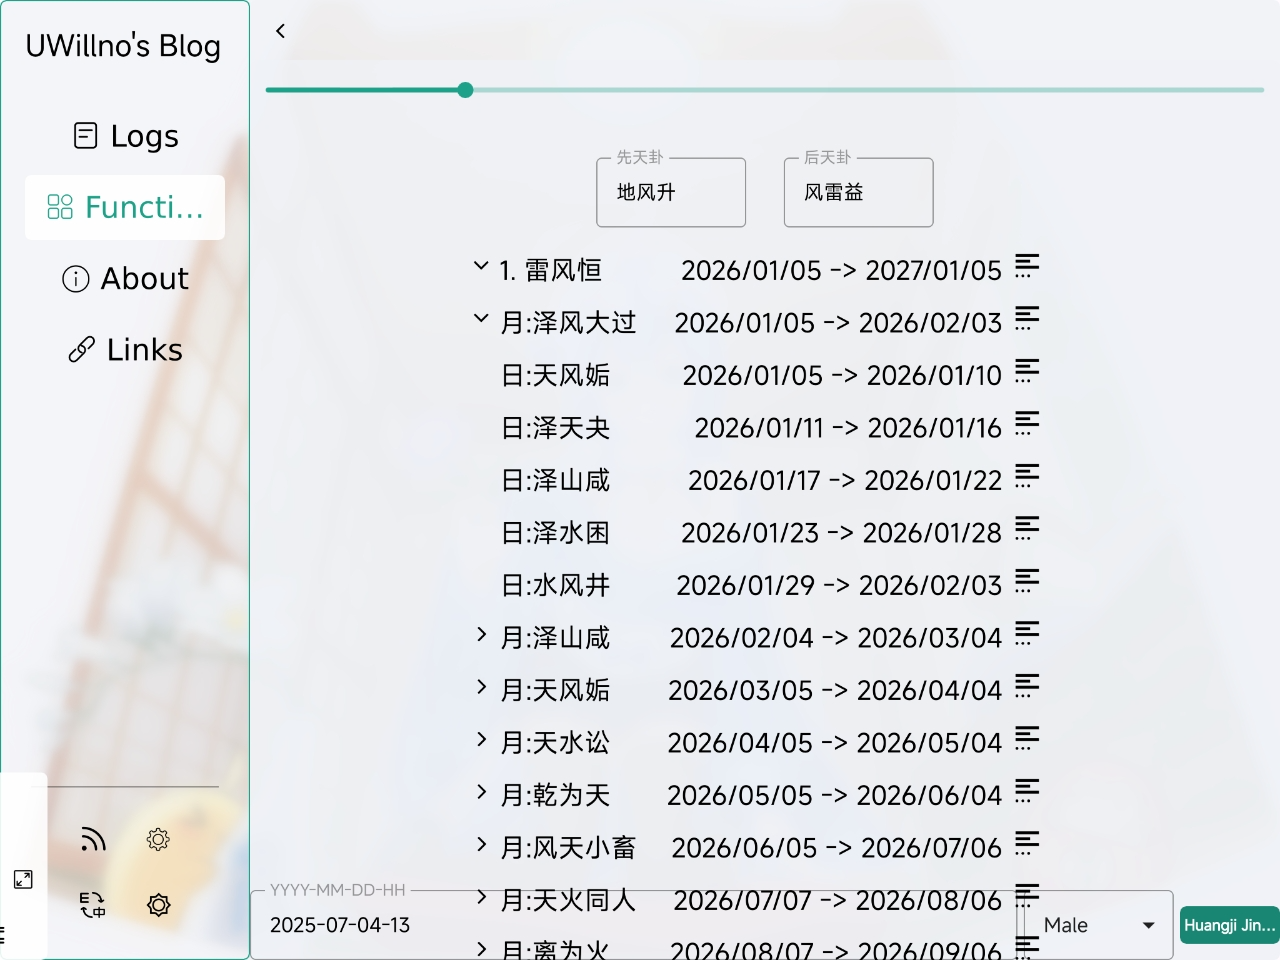 UWillno's Blog
Logs
Functi...
About
Links
先天卦
地风升
后天卦
风雷益
1. 雷风恒 2026/01/05 -> 2027/01/05
月:泽风大过 2026/01/05 -> 2026/02/03
日:天风姤 2026/01/05 -> 2026/01/10
日:泽天夬 2026/01/11 -> 2026/01/16
日:泽山咸 2026/01/17 -> 2026/01/22
日:泽水困 2026/01/23 -> 2026/01/28
日:水风井 2026/01/29 -> 2026/02/03
月:泽山咸 2026/02/04 -> 2026/03/04
月:天风姤 2026/03/05 -> 2026/04/04
月:天水讼 2026/04/05 -> 2026/05/04
月:乾为天 2026/05/05 -> 2026/06/04
月:风天小畜 2026/06/05 -> 2026/07/06
月:天火同人 2026/07/07 -> 2026/08/06
月:离为火 2026/08/07 -> 2026/09/06
YYYY-MM-DD-HH
2025-07-04-13
Male
Huangji Jin...